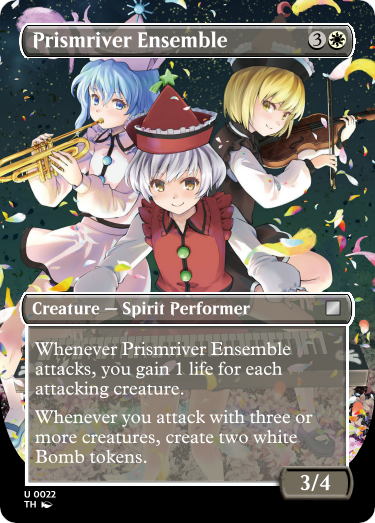 Prismriver Ensemble 3
Creature — Spirit Performer
Whenever Prismriver Ensemble
attacks, you gain 1 life for each
attacking creature.
Whenever you attack with three or
more creatures, create two white
Bomb tokens.
3/4
U 0022
TH